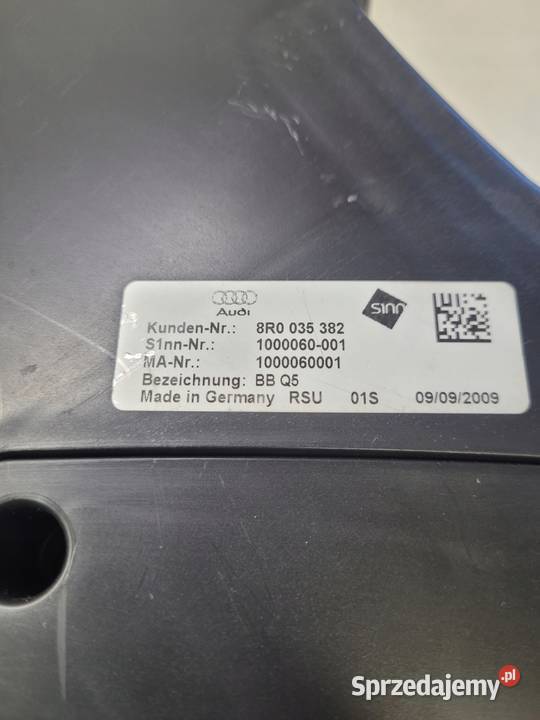 Audi
S1nn
Kunden-Nr.: 8R0 035 382
S1nn-Nr.: 1000060-001
MA-Nr.: 1000060001
Bezeichnung: BB Q5
Made in Germany RSU 01S 09/09/2009
Sprzedajemy.pl